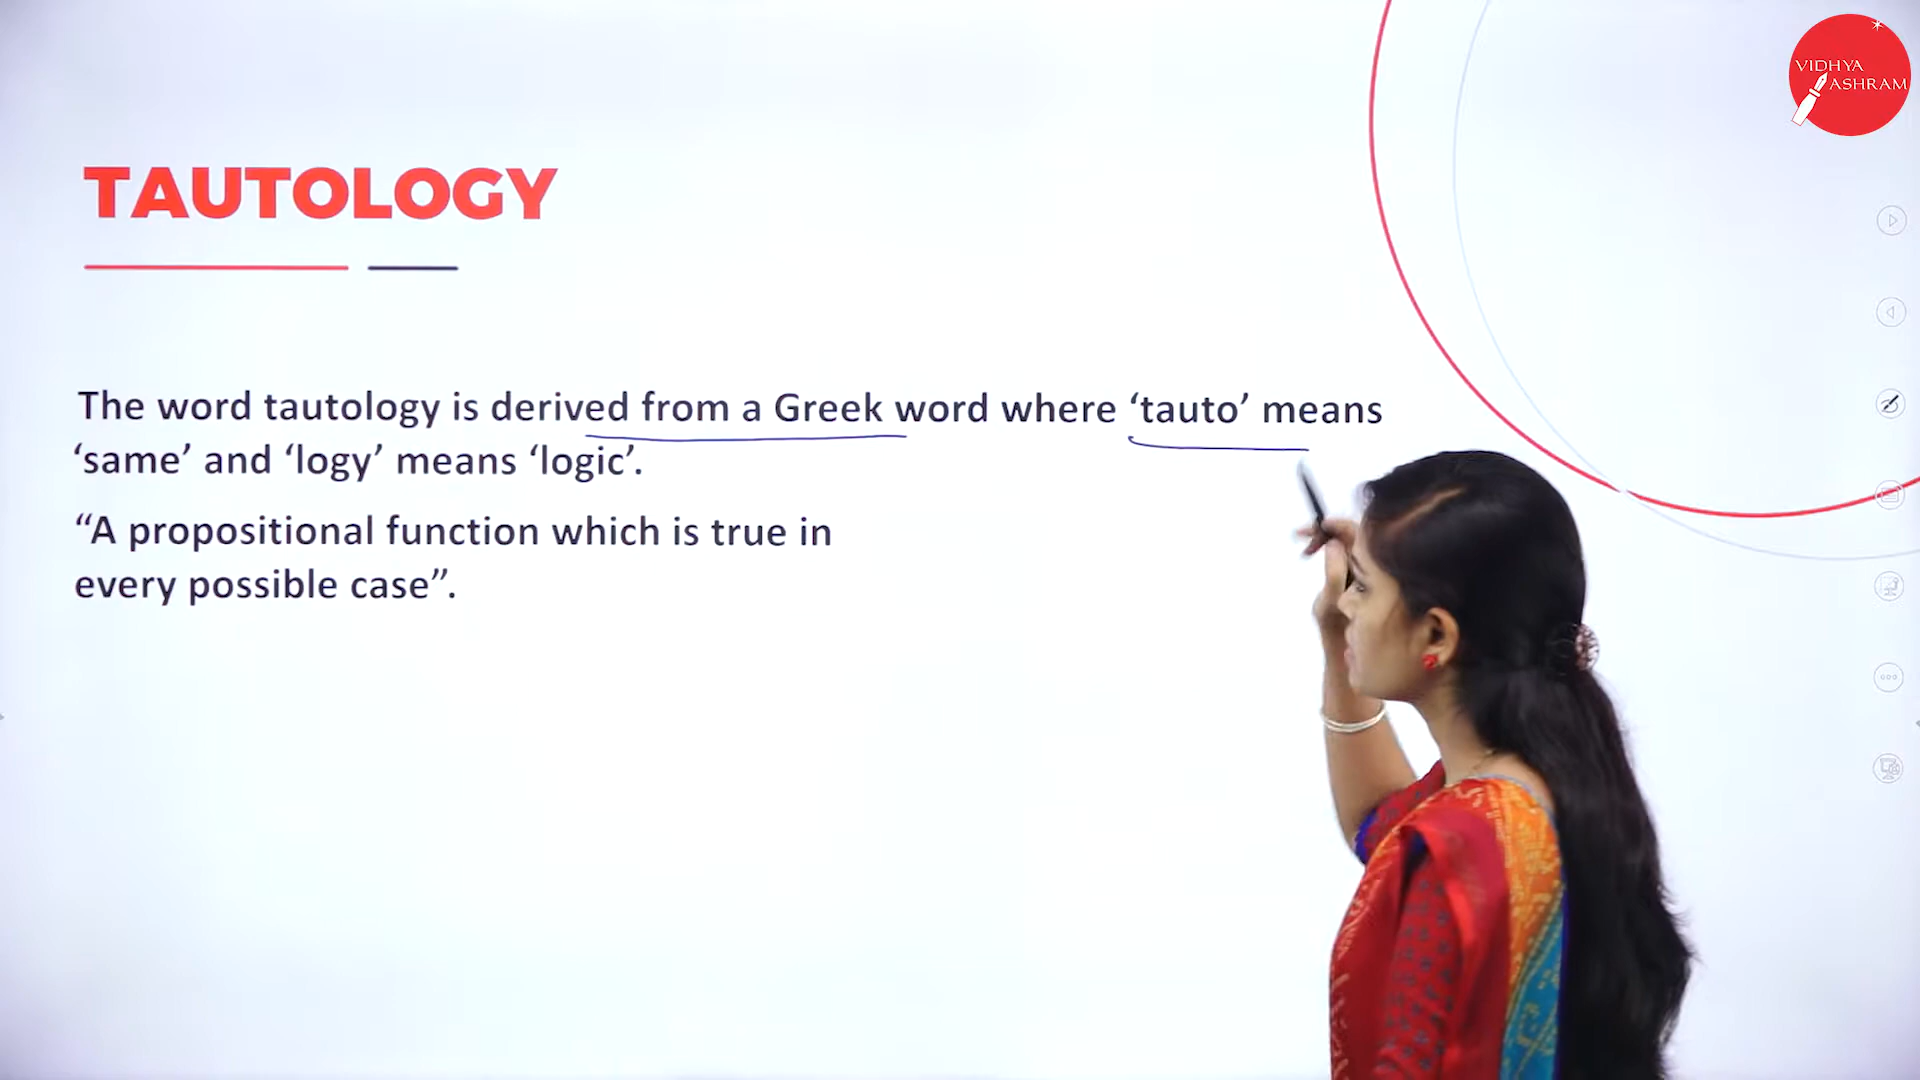 VIDHYA
ASHRAM
TAUTOLOGY
The word tautology is derived from a Greek word where ‘tauto’ means
‘same’ and ‘logy’ means ‘logic’.
“A propositional function which is true in
every possible case”.